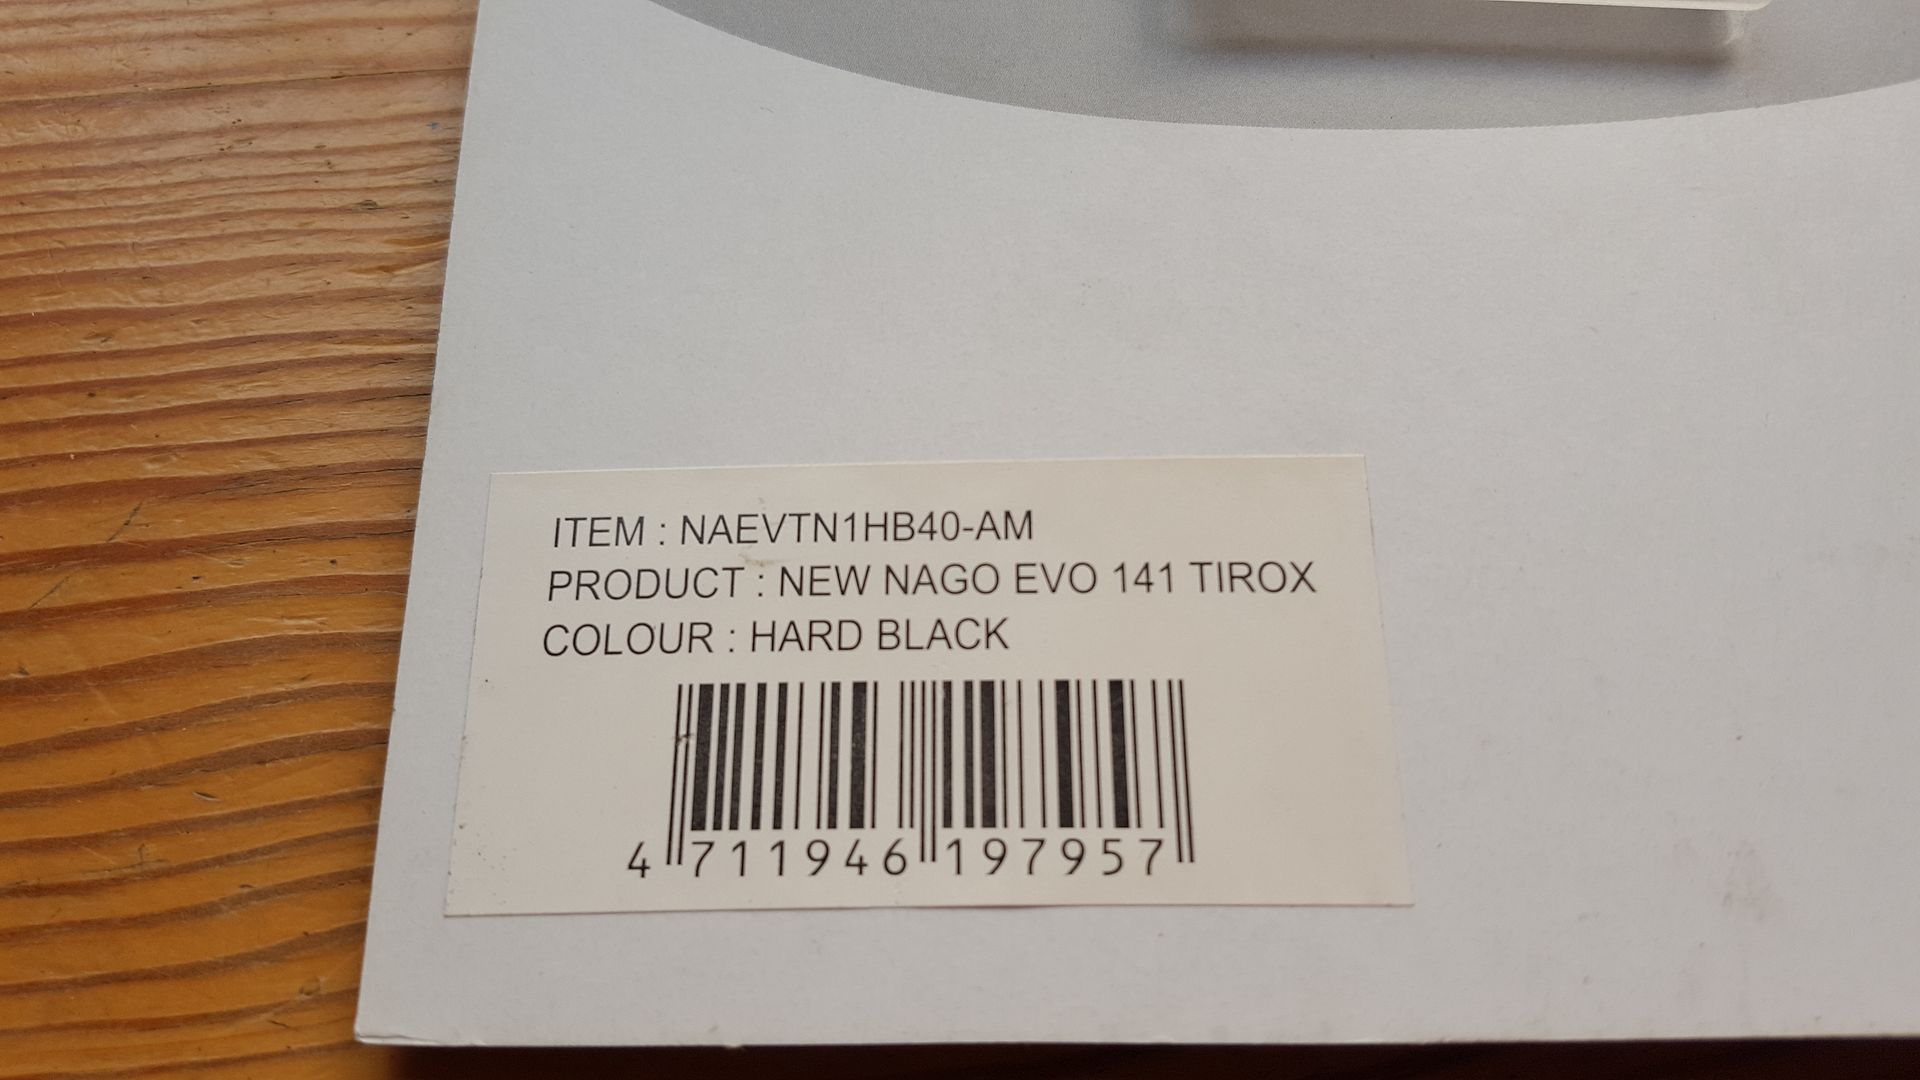 ITEM : NAEVTN1HB40-AM
PRODUCT : NEW NAGO EVO 141 TIROX
COLOUR : HARD BLACK
4 711946 197957